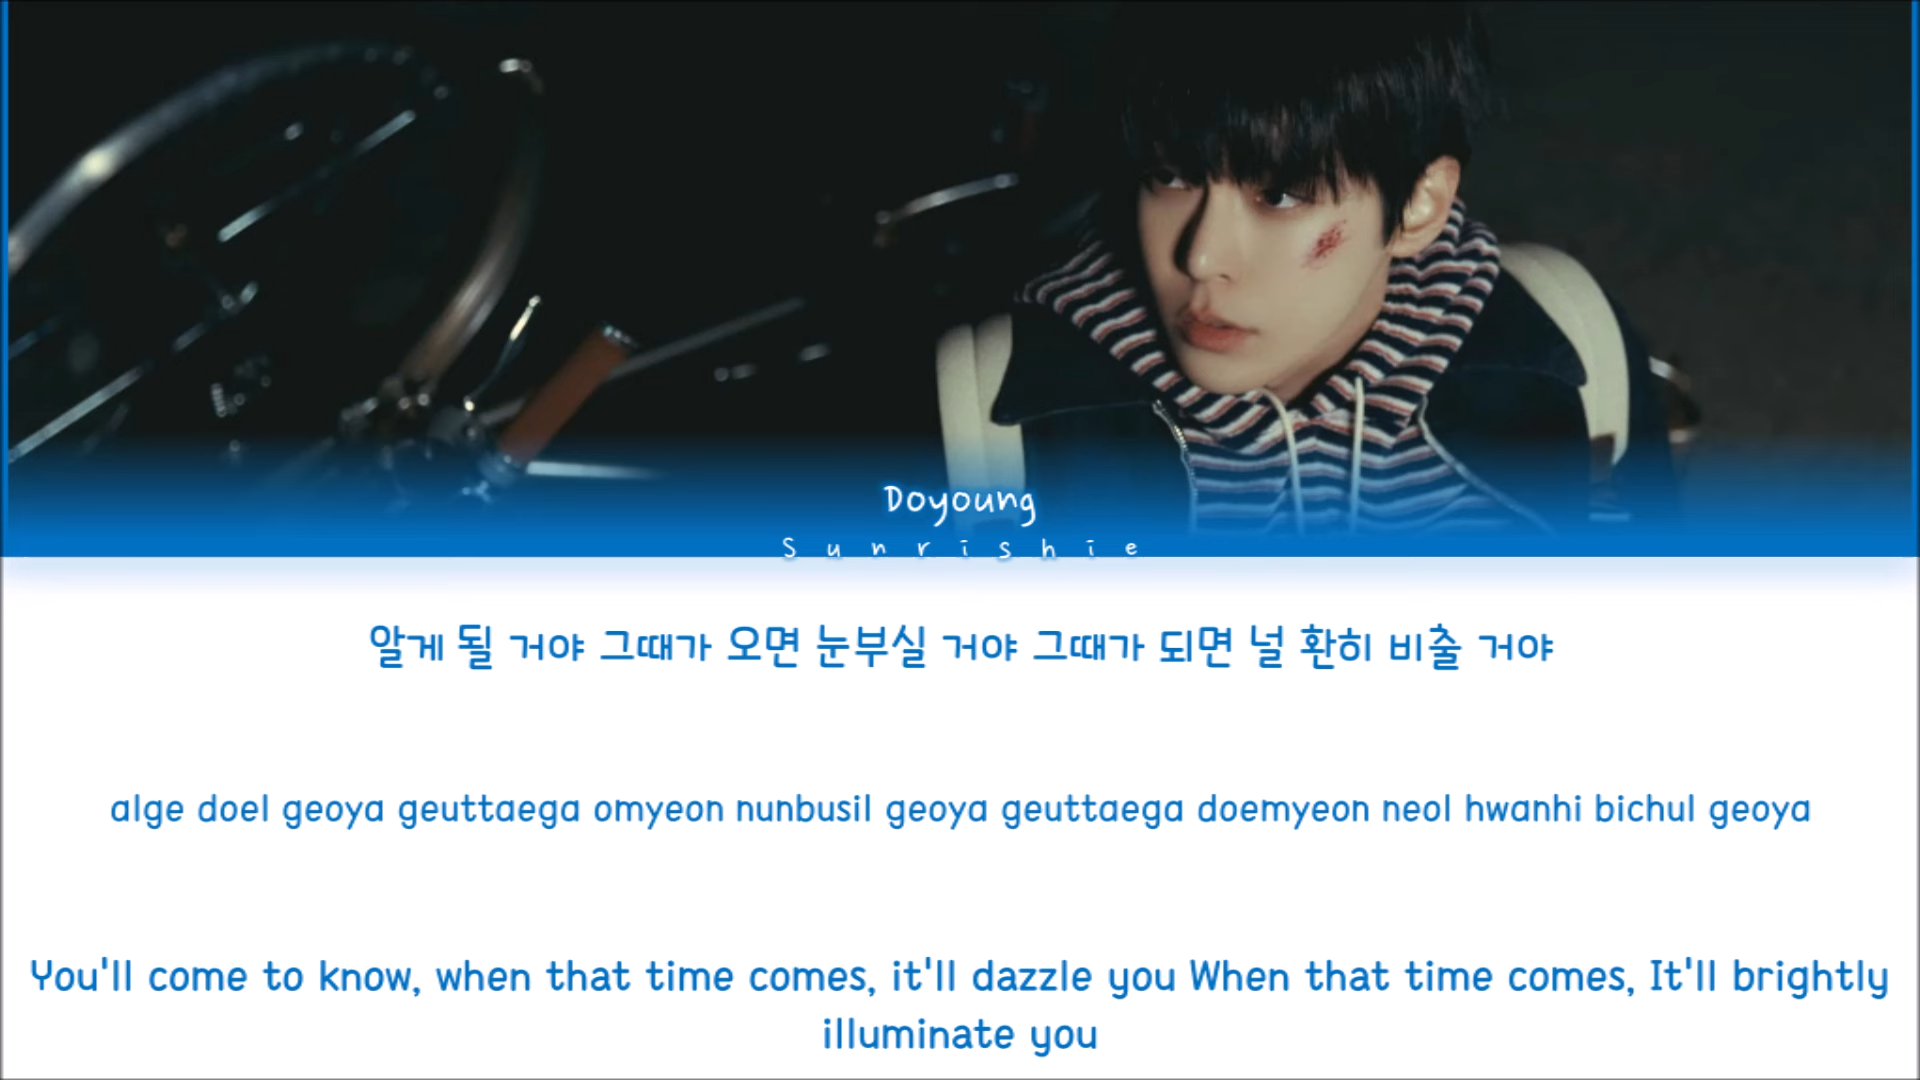 Doyoung
Sunrishie
알게 될 거야 그때가 오면 눈부실 거야 그때가 되면 널 환히 비출 거야
alge doel geoya geuttaega omyeon nunbusil geoya geuttaega doemyeon neol hwanhi bichul geoya
You'll come to know, when that time comes, it'll dazzle you When that time comes, It'll brightly
illuminate you